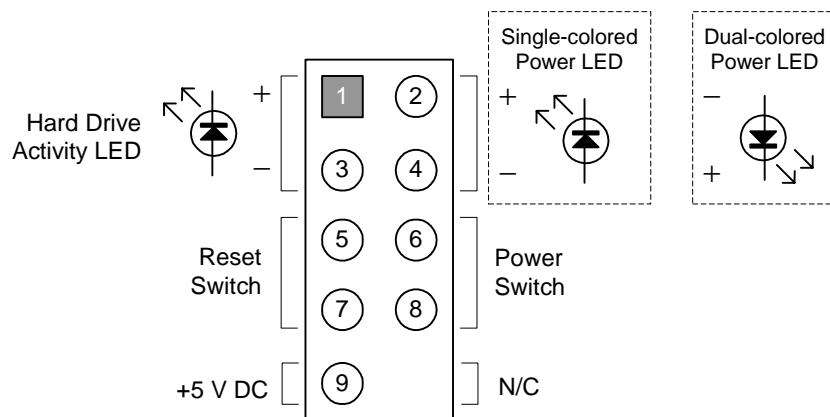 Single-colored
Power LED
Dual-colored
Power LED
Hard Drive
Activity LED
+
−
1
2
3
4
+
−
−
+
Reset
Switch
5
6
7
8
Power
Switch
+5 V DC
9
N/C